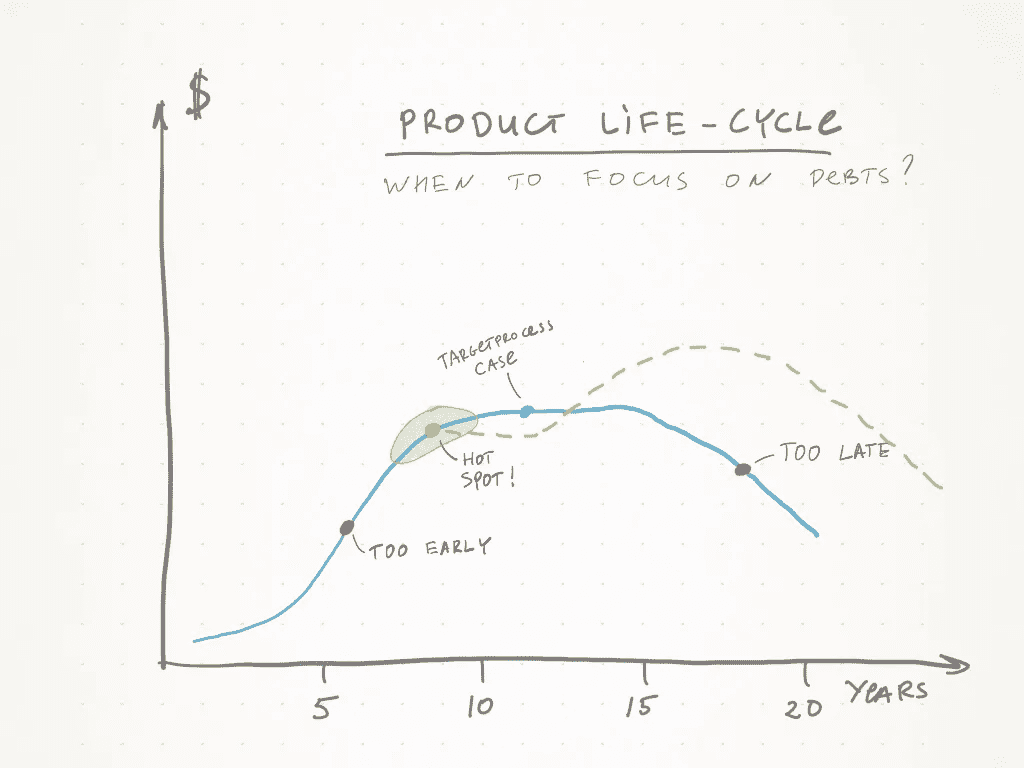 $
PRODUCT LiFE-CYCLe
WHEN TO FOCUS ON DeBTS?
TARGeTPROCeSS
CASe
HOT
SPOT!
TOO LATE
TOO EARLY
5
10
15
20
YeARS